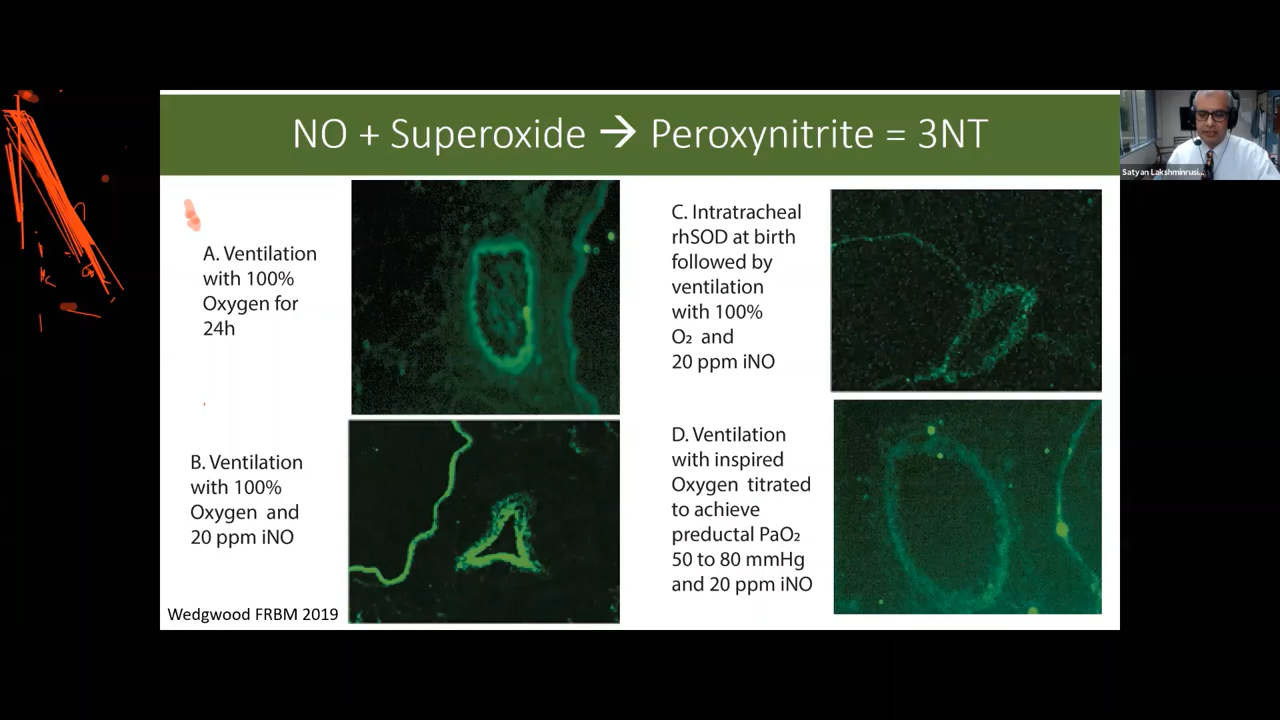 NO + Superoxide → Peroxynitrite = 3NT
A. Ventilation
with 100%
Oxygen for
24h
B. Ventilation
with 100%
Oxygen and
20 ppm iNO
Wedgwood FRBM 2019
C. Intratracheal
rhSOD at birth
followed by
ventilation
with 100%
O₂ and
20 ppm iNO
D. Ventilation
with inspired
Oxygen titrated
to achieve
preductal PaO₂
50 to 80 mmHg
and 20 ppm iNO
Satyan Lakshminrusi...